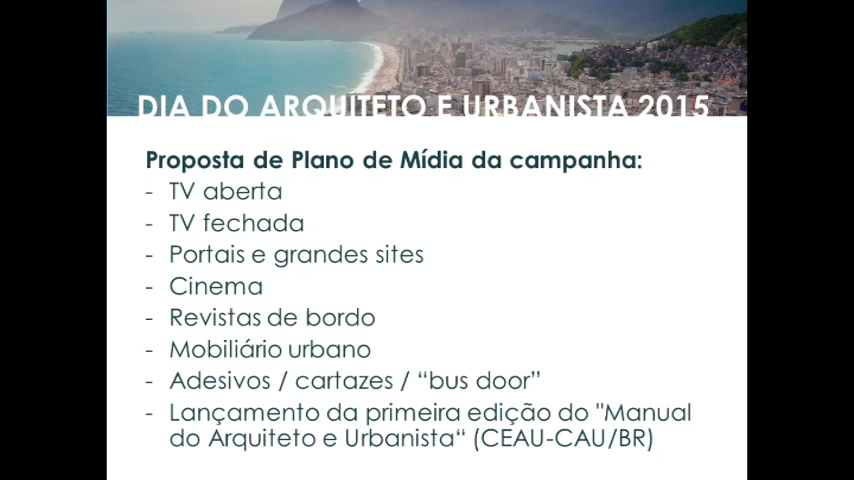 DIA DO ARQUITETO E URBANISTA 2015
Proposta de Plano de Mídia da campanha:
- TV aberta
- TV fechada
- Portais e grandes sites
- Cinema
- Revistas de bordo
- Mobiliário urbano
- Adesivos / cartazes / “bus door”
- Lançamento da primeira edição do "Manual
do Arquiteto e Urbanista“ (CEAU-CAU/BR)